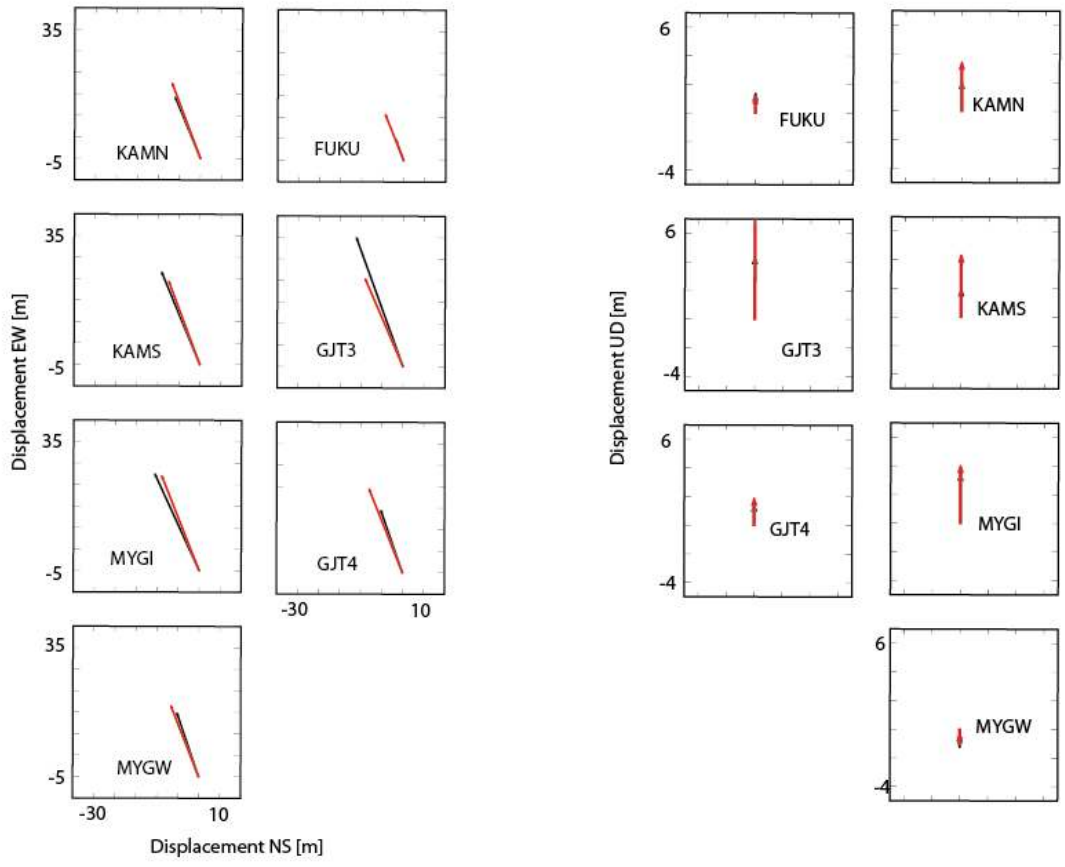 35
-5
KAMN
FUKU
35
-5
KAMS
GJT3
Displacement EW [m]
35
-5
MYGI
GJT4
-30
10
35
-5
MYGW
-30
10
Displacement NS [m]
6
-4
FUKU
KAMN
6
-4
GJT3
KAMS
Displacement UD [m]
6
-4
GJT4
MYGI
6
-4
MYGW